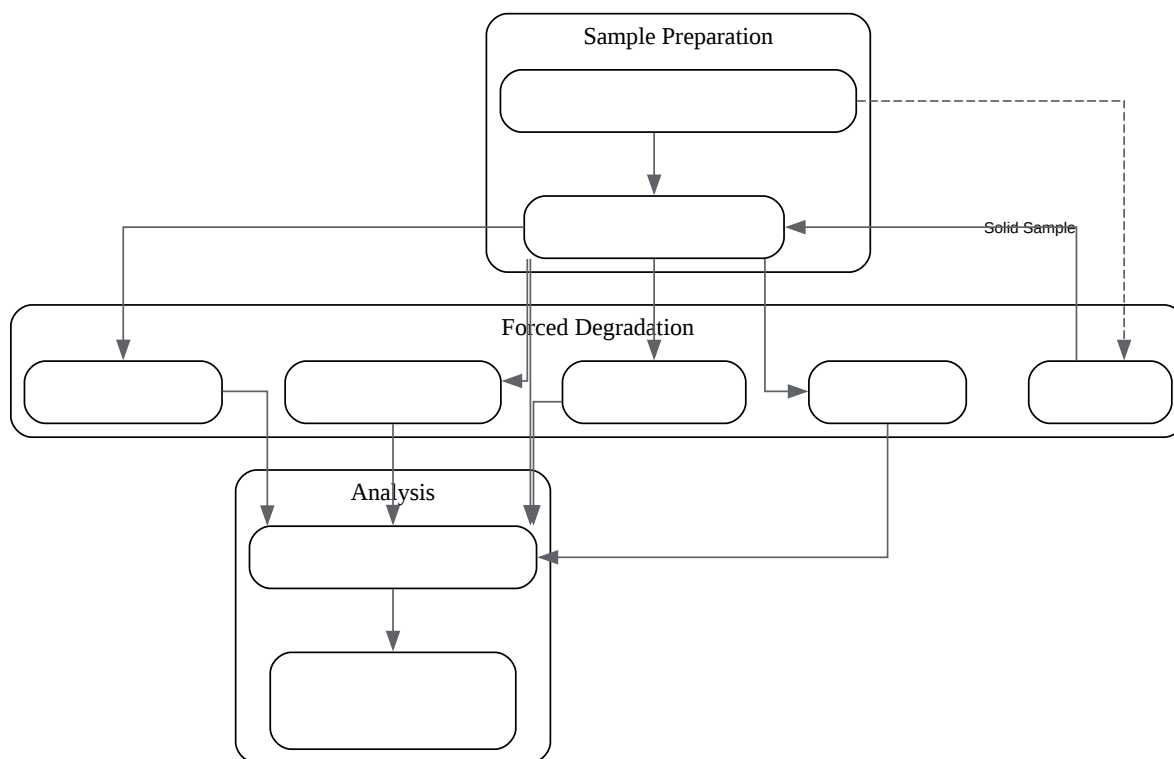 Sample Preparation
Solid Sample
Forced Degradation
Analysis